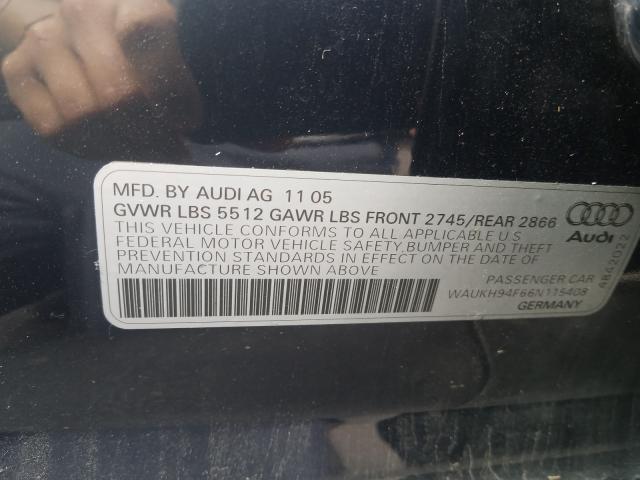 MFD. BY AUDI AG 11 05
GVWR LBS 5512 GAWR LBS FRONT 2745/REAR 2866
THIS VEHICLE CONFORMS TO ALL APPLICABLE U S
FEDERAL MOTOR VEHICLE SAFETY,BUMPER AND THEFT
PREVENTION STANDARDS IN EFFECT ON THE DATE OF
MANUFACTURE SHOWN ABOVE
PASSENGER CAR
WAUKH94F66N115408
GERMANY
Audi
6B62022